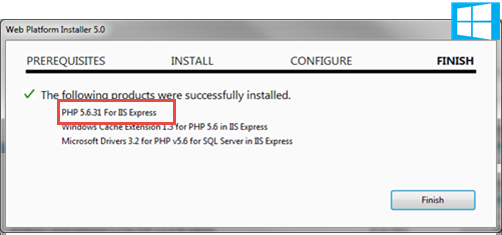 Web Platform Installer 5.0
PREREQUISITES INSTALL CONFIGURE FINISH
The following products were successfully installed.
PHP 5.6.31 For IIS Express
Windows Cache Extension 1.3 for PHP 5.6 in IIS Express
Microsoft Drivers 3.2 for PHP v5.6 for SQL Server in IIS Express
Finish